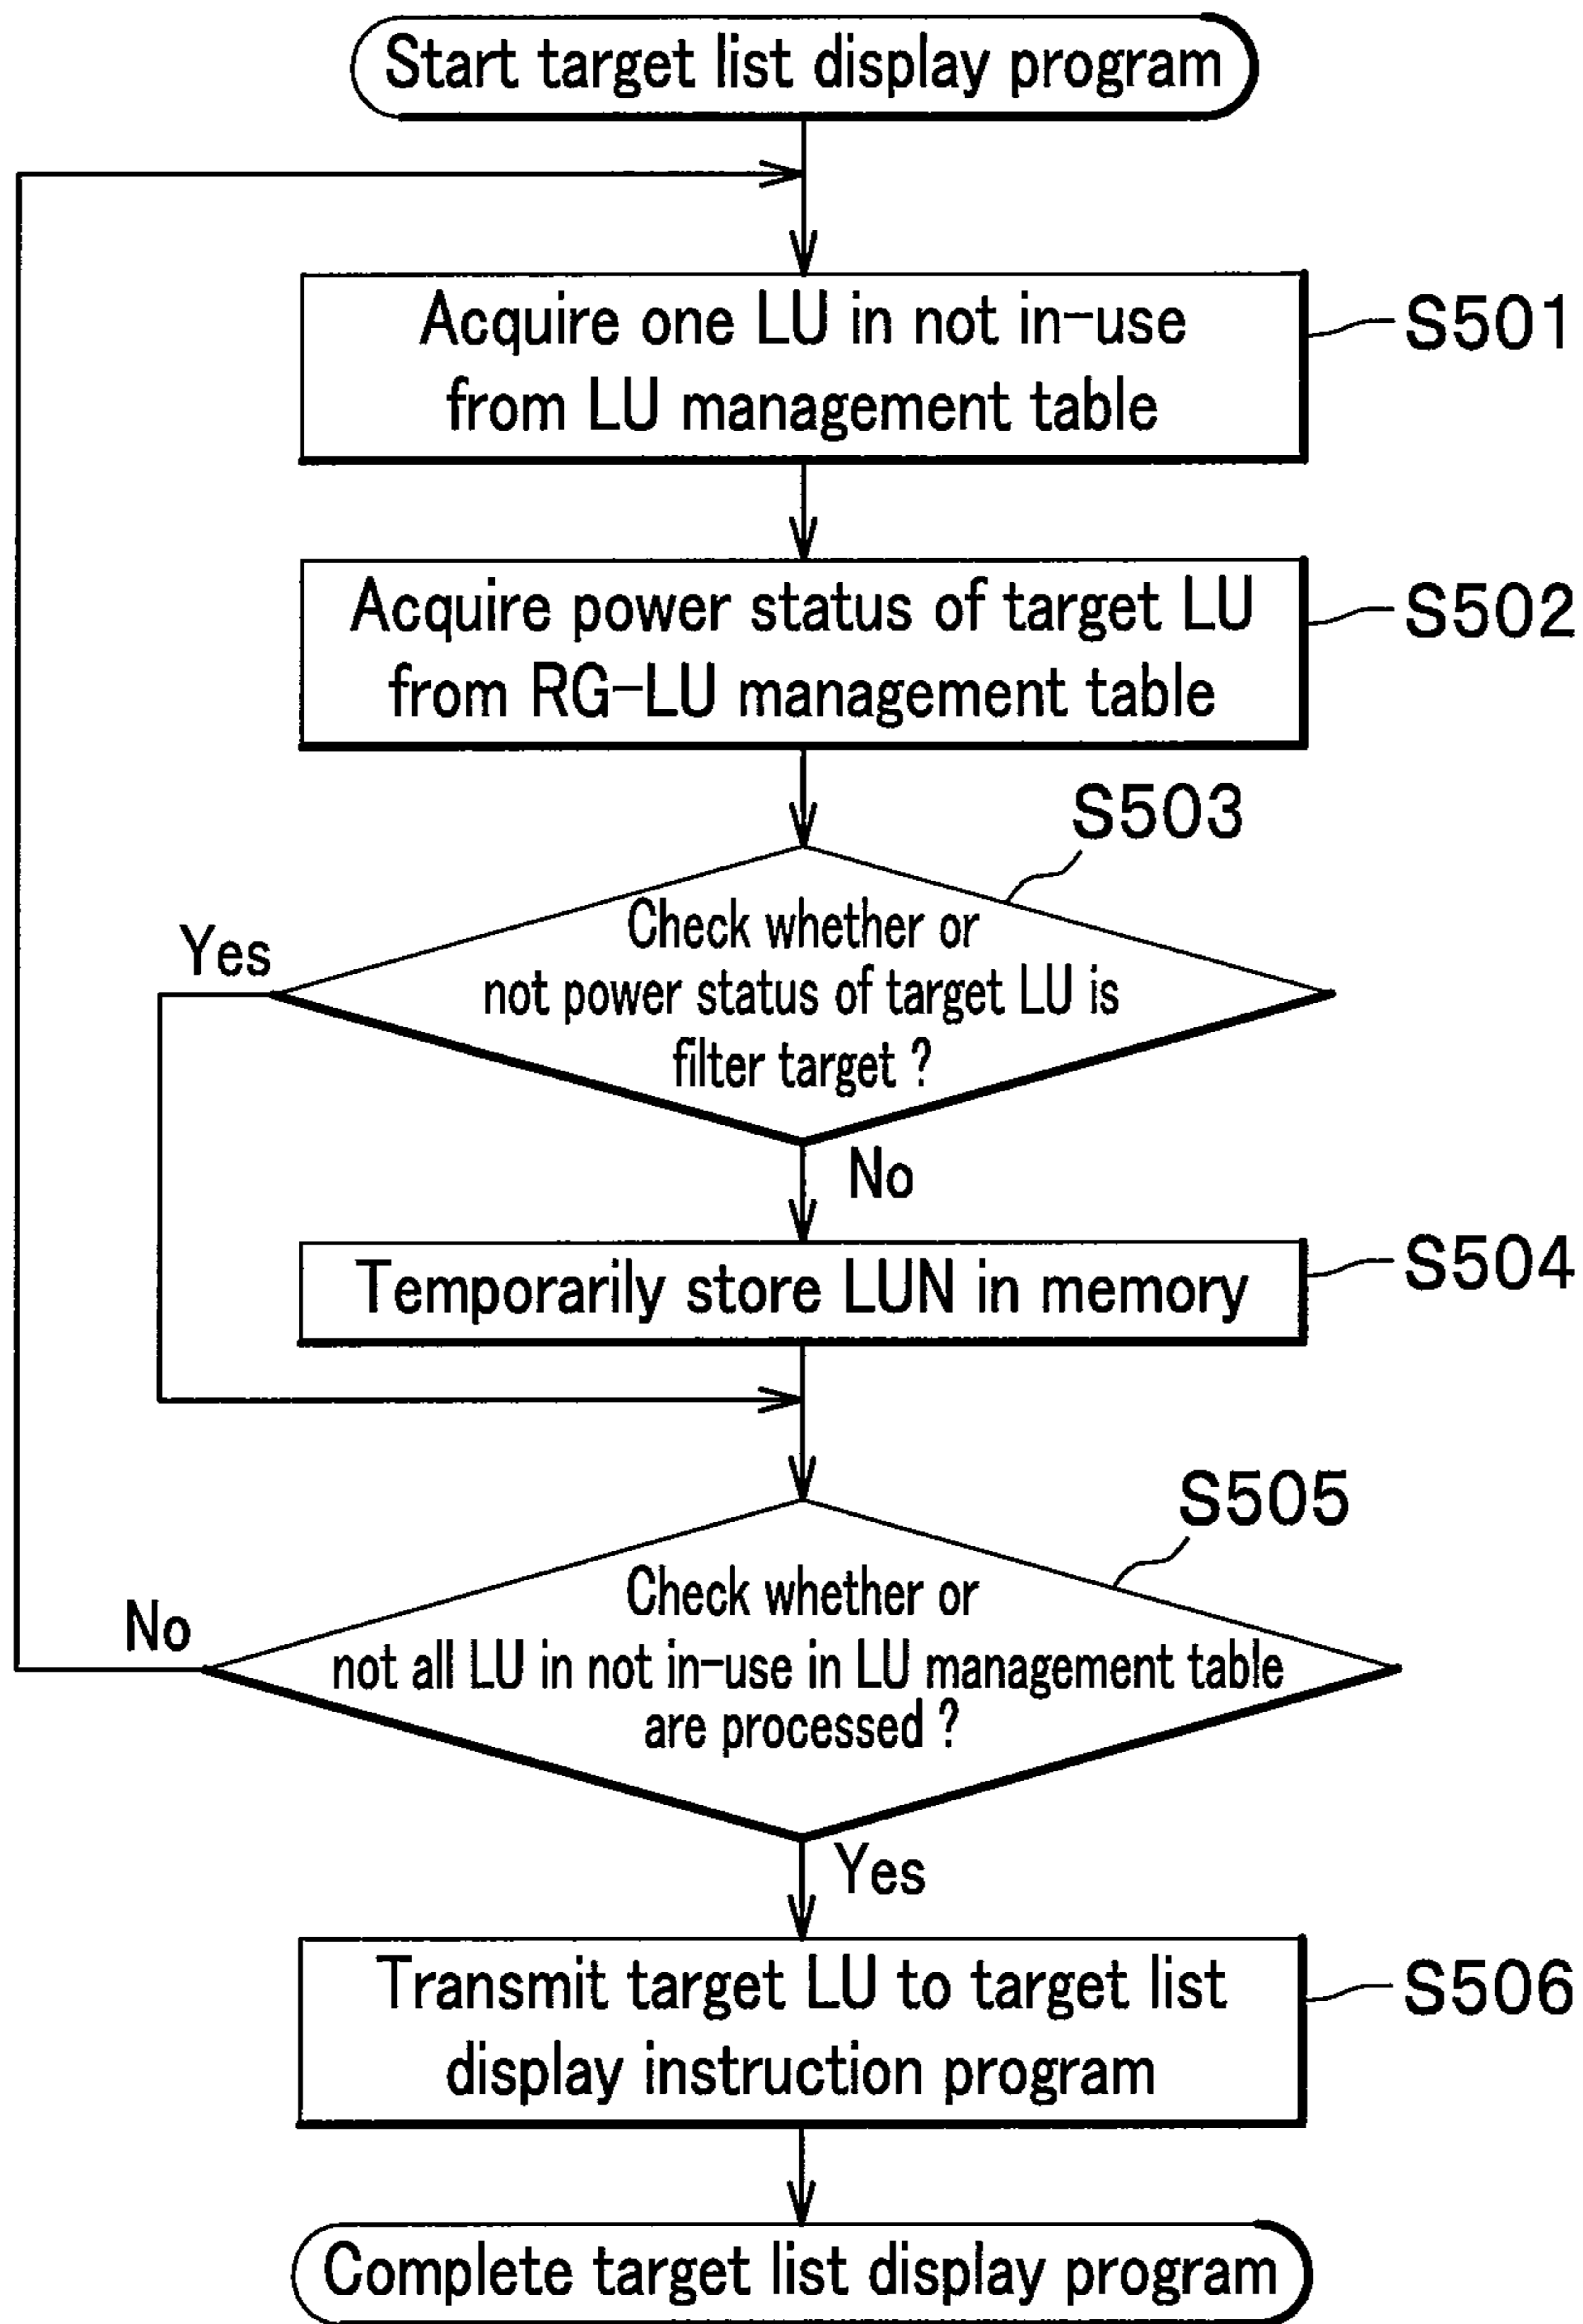 Start target list display program
Acquire one LU in not in-use
from LU management table
S501
Acquire power status of target LU
from RG-LU management table
S502
S503
Check whether or
not power status of target LU is
filter target ?
Yes
No
Temporarily store LUN in memory
S504
S505
Check whether or
not all LU in not in-use in LU management table
are processed ?
No
Yes
Transmit target LU to target list
display instruction program
S506
Complete target list display program